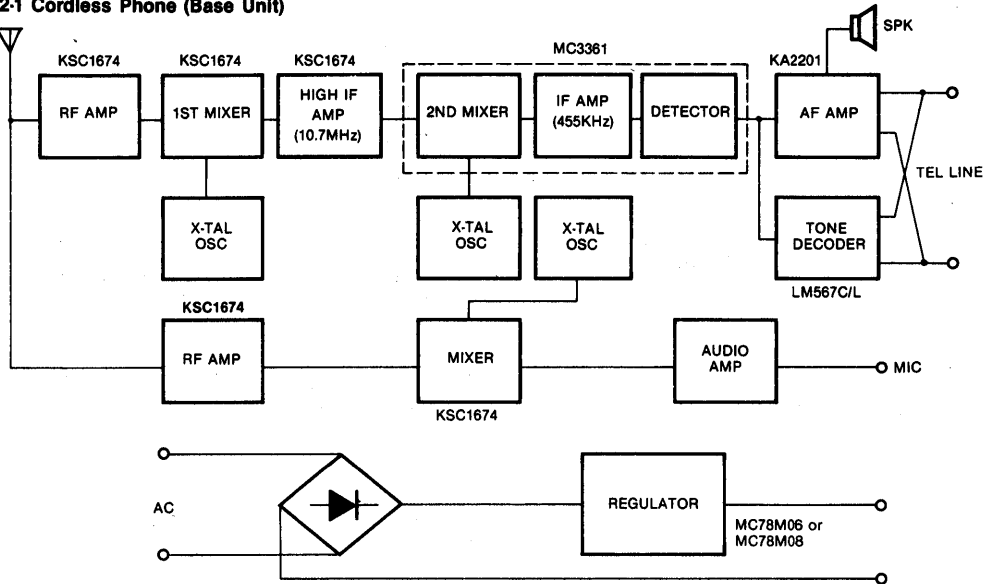 2-1 Cordless Phone (Base Unit)
SPK
MC3361
KSC1674
KSC1674
KSC1674
KA2201
RF AMP
1ST MIXER
HIGH IF
AMP
(10.7MHz)
2ND MIXER
IF AMP
(455KHz)
DETECTOR
AF AMP
TEL LINE
X-TAL
OSC
X-TAL
OSC
X-TAL
OSC
TONE
DECODER
LM567C/L
KSC1674
RF AMP
MIXER
AUDIO
AMP
MIC
KSC1674
AC
REGULATOR
MC78M06 or
MC78M08